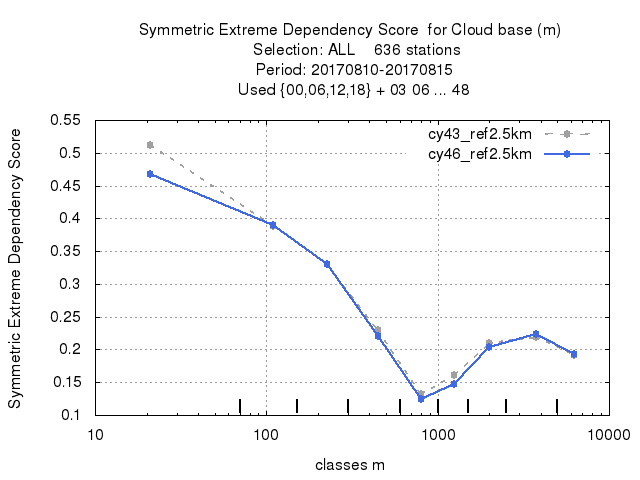 Symmetric Extreme Dependency Score for Cloud base (m)
Selection: ALL 636 stations
Period: 20170810-20170815
Used {00,06,12,18} + 03 06 ... 48
cy43_ref2.5km
cy46_ref2.5km
Symmetric Extreme Dependency Score
0.55
0.5
0.45
0.4
0.35
0.3
0.25
0.2
0.15
0.1
10 100 1000 10000
classes m